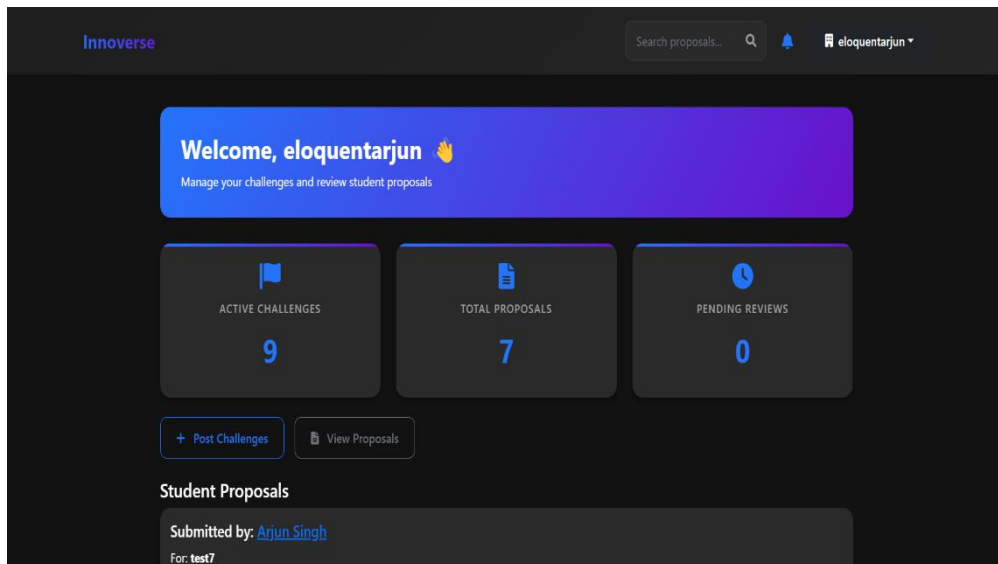 Innoverse
Search proposals...
eloquentarjun
Welcome, eloquentarjun 👋
Manage your challenges and review student proposals
ACTIVE CHALLENGES
9
TOTAL PROPOSALS
7
PENDING REVIEWS
0
+ Post Challenges
View Proposals
Student Proposals
Submitted by: Arjun Singh
For: test7